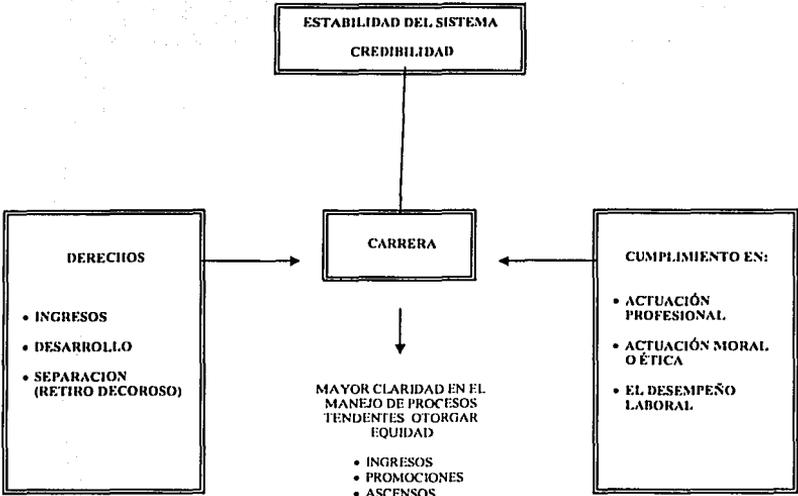 ESTABILIDAD DEL SISTEMA
CREDIBILIDAD
DERECHOS
• INGRESOS
• DESARROLLO
• SEPARACION
(RETIRO DECOROSO)
CARRERA
MAYOR CLARIDAD EN EL
MANEJO DE PROCESOS
TENDENTES OTORGAR
EQUIDAD
• INGRESOS
• PROMOCIONES
• ASCENSOS
CUMPLIMIENTO EN:
• ACTUACIÓN
PROFESIONAL
• ACTUACIÓN MORAL
O ÉTICA
• EL DESEMPEÑO
LABORAL